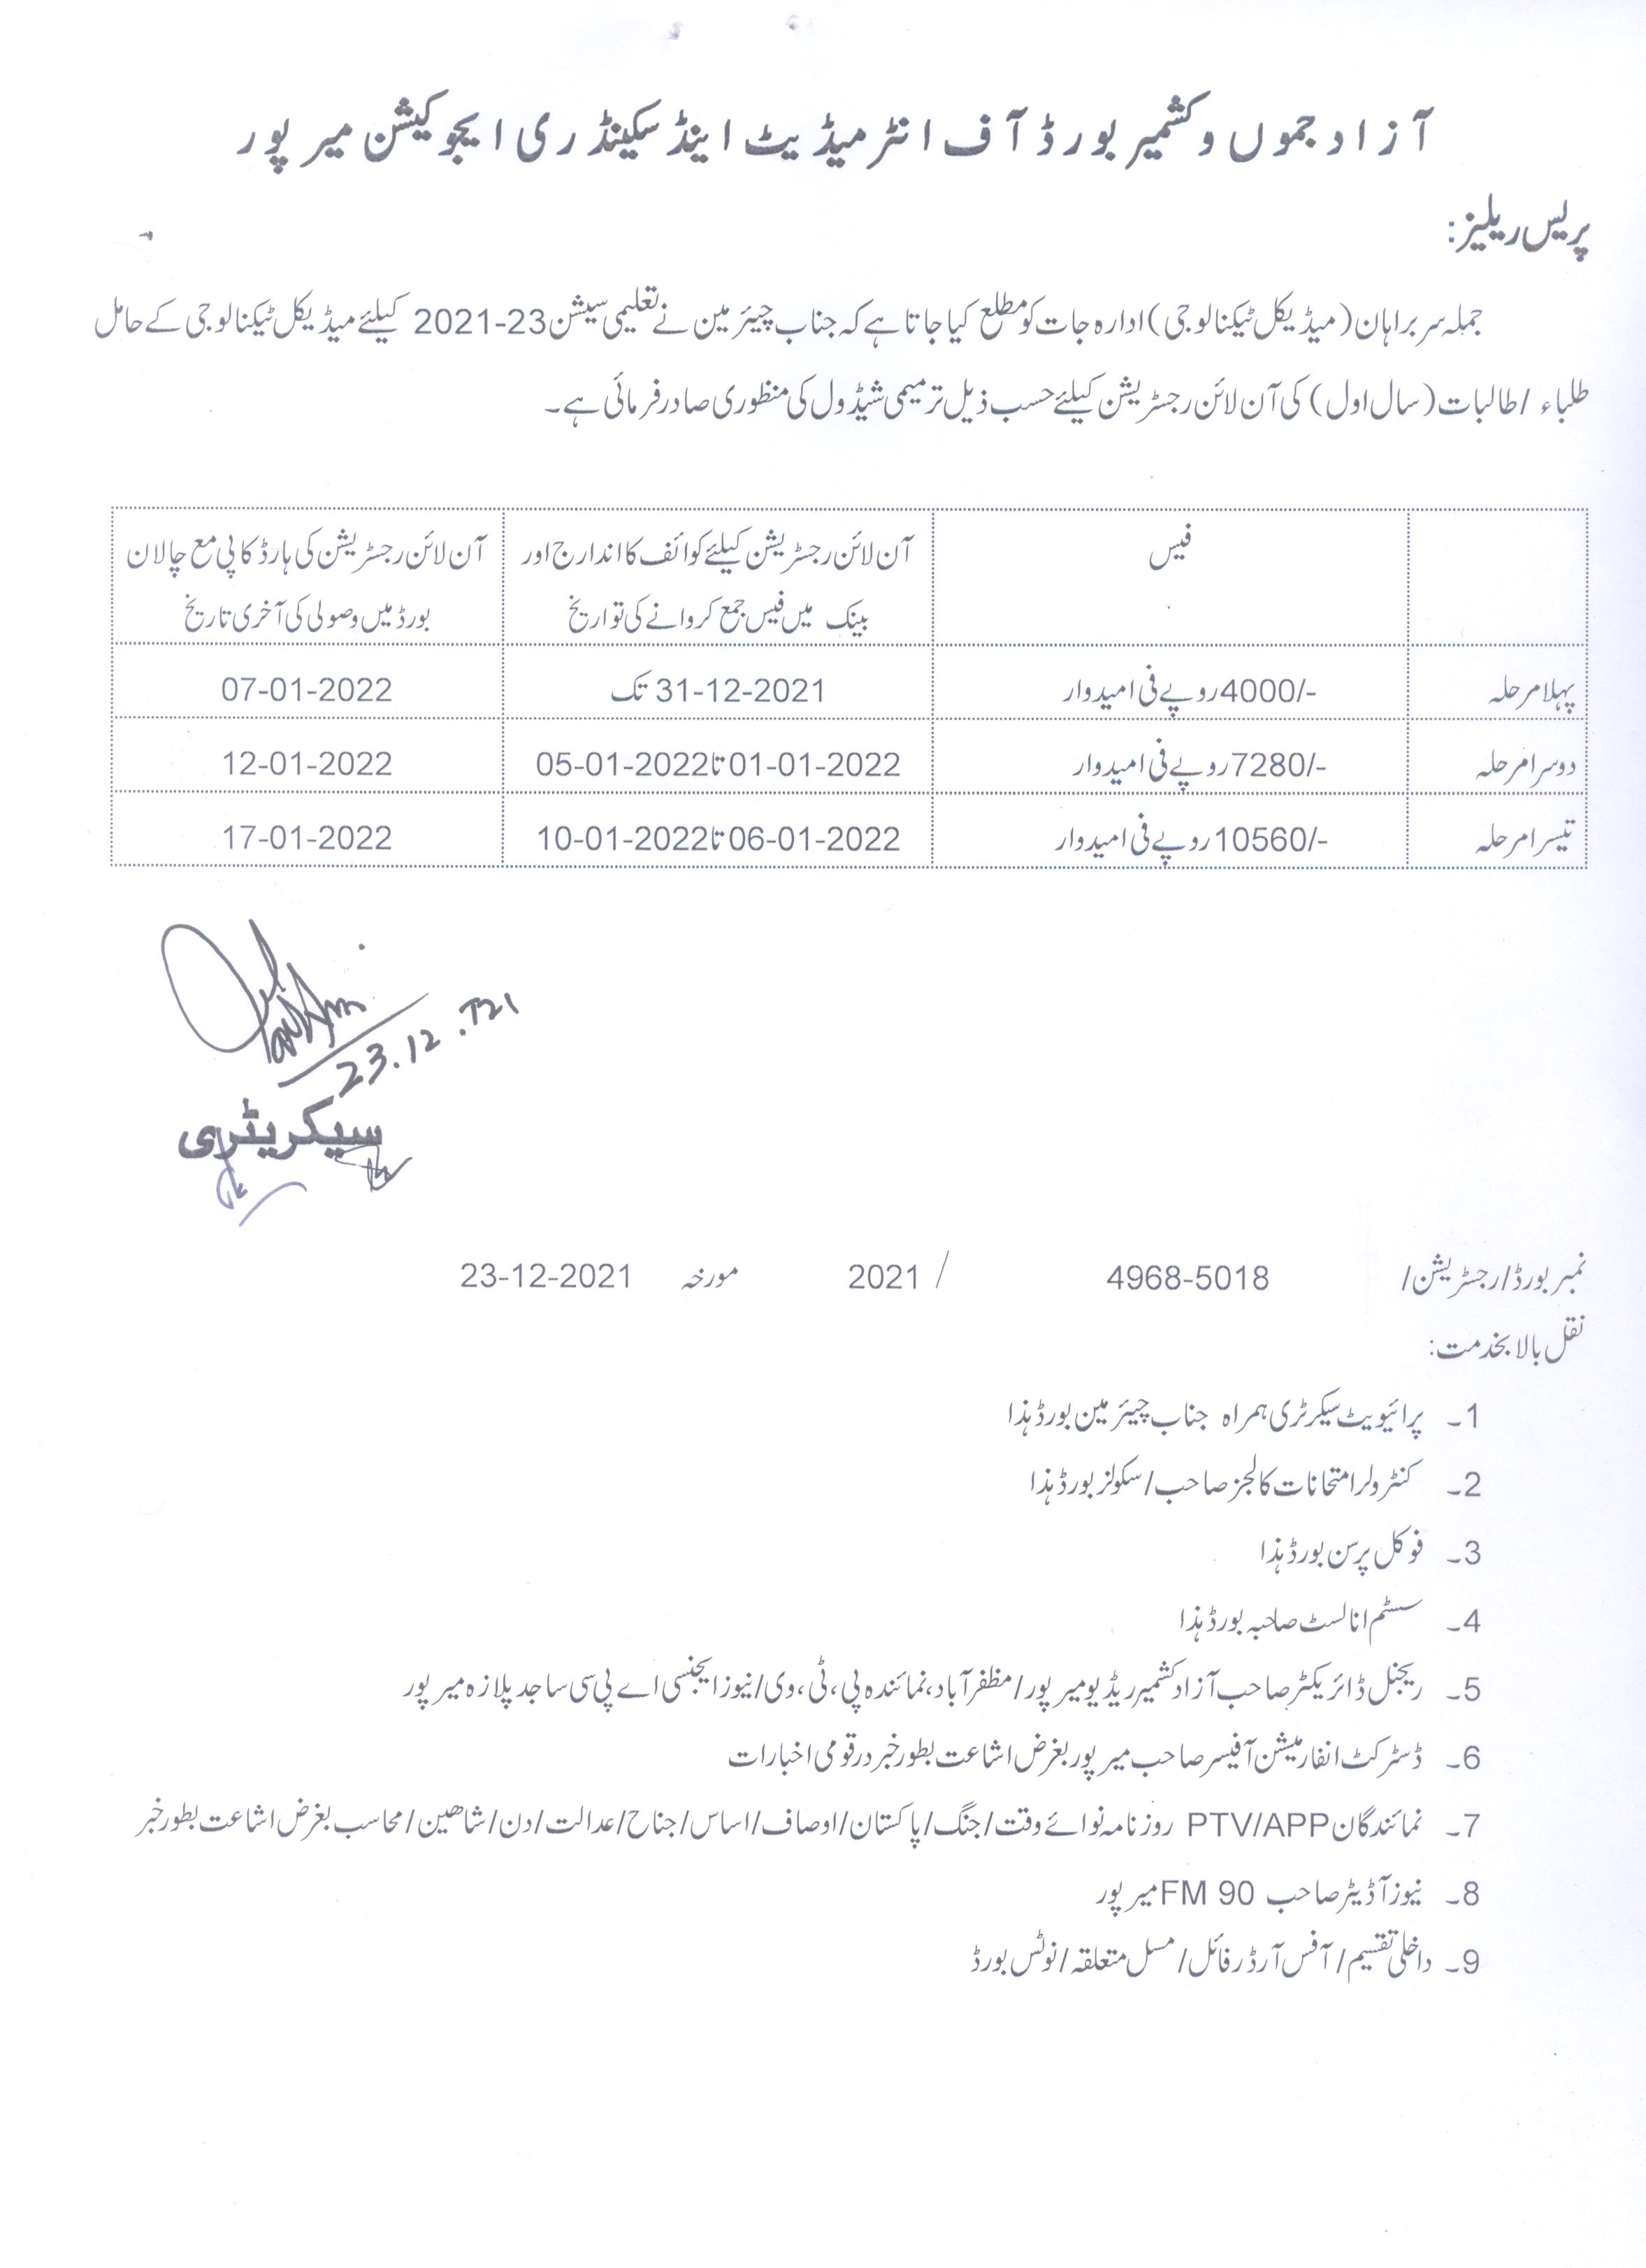 آزاد جموں وکشمیر بورڈ آف انٹرمیڈیٹ اینڈ سکینڈری ایجوکیشن میرپور
پریس ریلیز:
جملہ سربراہان (میڈیکل ٹیکنالوجی) ادارہ جات کو مطلع کیا جاتا ہے کہ جناب چیئرمین نے تعلیمی سیشن 2021-23 کیلئے میڈیکل ٹیکنالوجی کے حامل
طلباء /طالبات (سال اول) کی آن لائن رجسٹریشن کیلئے حسب ذیل ترمیمی شیڈول کی منظوری صادر فرمائی ہے۔
فیس
آن لائن رجسٹریشن کیلئے کوائف کا اندارج اور
بینک میں فیس جمع کروانے کی تواریخ
آن لائن رجسٹریشن کی ہارڈ کاپی مع چالان
بورڈ میں وصولی کی آخری تاریخ
پہلا مرحلہ 4000/- روپے فی امیدوار 31-12-2021 تک 07-01-2022
دوسرا مرحلہ 7280/- روپے فی امیدوار 01-01-2022 تا 05-01-2022 12-01-2022
تیسرا مرحلہ 10560/- روپے فی امیدوار 06-01-2022 تا 10-01-2022 17-01-2022
23.12.
سیکریٹری
نمبر بورڈ/رجسٹریشن/ 4968-5018 / 2021 مورخہ 23-12-2021
نقل بالا بخدمت:
1۔ پرائیویٹ سیکرٹری ہمراہ جناب چیئرمین بورڈ ہذا
2۔ کنٹرولر امتحانات کالجز صاحب/سکولز بورڈ ہذا
3۔ فوکل پرسن بورڈ ہذا
4۔ سسٹم انالسٹ صاحبہ بورڈ ہذا
5۔ ریجنل ڈائریکٹر صاحب آزاد کشمیر ریڈیو میرپور/مظفرآباد، نمائندہ پی، ٹی، وی/نیوز ایجنسی اے پی سی ساجد پلازہ میرپور
6۔ ڈسٹرکٹ انفارمیشن آفیسر صاحب میرپور بغرض اشاعت بطور خبر در قومی اخبارات
7۔ نمائندگان PTV/APP روزنامہ نوائے وقت/جنگ/پاکستان/اوصاف/اساس/جناح/عدالت/دن/شاھین/محاسب بغرض اشاعت بطور خبر
8۔ نیوز آڈیٹر صاحب FM 90 میرپور
9۔ داخلی تقسیم/آفس آرڈر فائل/مسل متعلقہ/نوٹس بورڈ